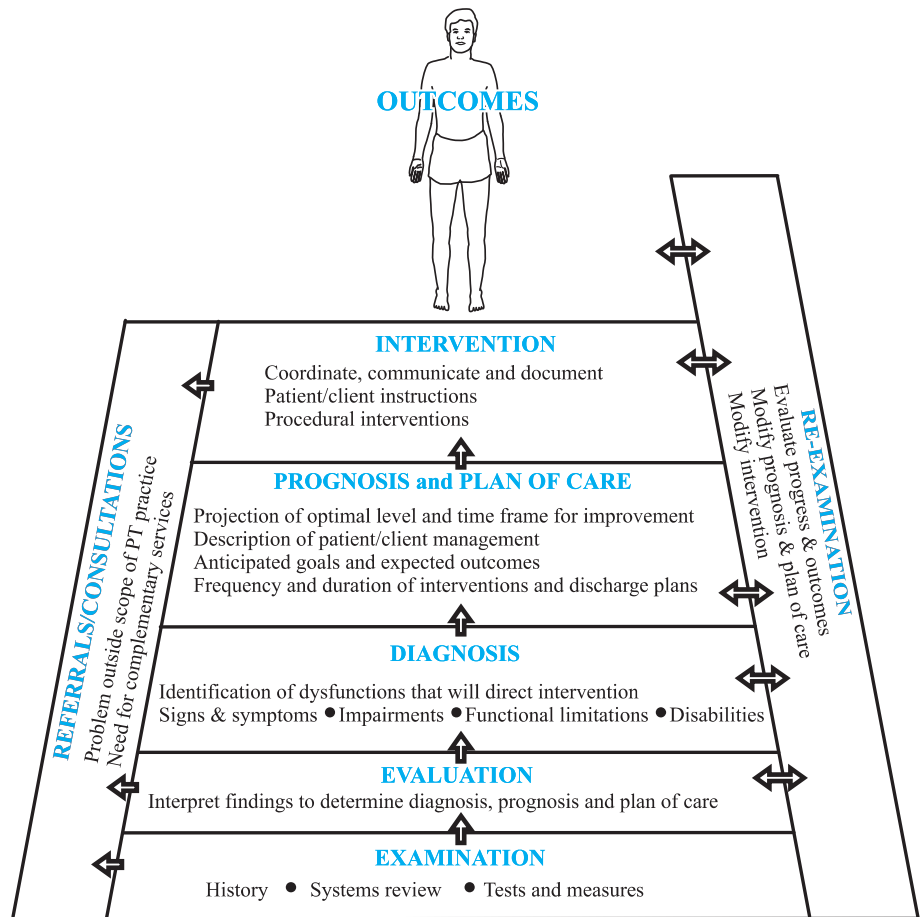 OUTCOMES
INTERVENTION
Coordinate, communicate and document
Patient/client instructions
Procedural interventions
PROGNOSIS and PLAN OF CARE
Projection of optimal level and time frame for improvement
Description of patient/client management
Anticipated goals and expected outcomes
Frequency and duration of interventions and discharge plans
DIAGNOSIS
Identification of dysfunctions that will direct intervention
Signs & symptoms ● Impairments ● Functional limitations ● Disabilities
EVALUATION
Interpret findings to determine diagnosis, prognosis and plan of care
EXAMINATION
History ● Systems review ● Tests and measures
REFERRALS/CONSULTATIONS
Problem outside scope of PT practice
Need for complementary services
RE-EXAMINATION
Evaluate progress & outcomes
Modify prognosis & plan of care
Modify intervention